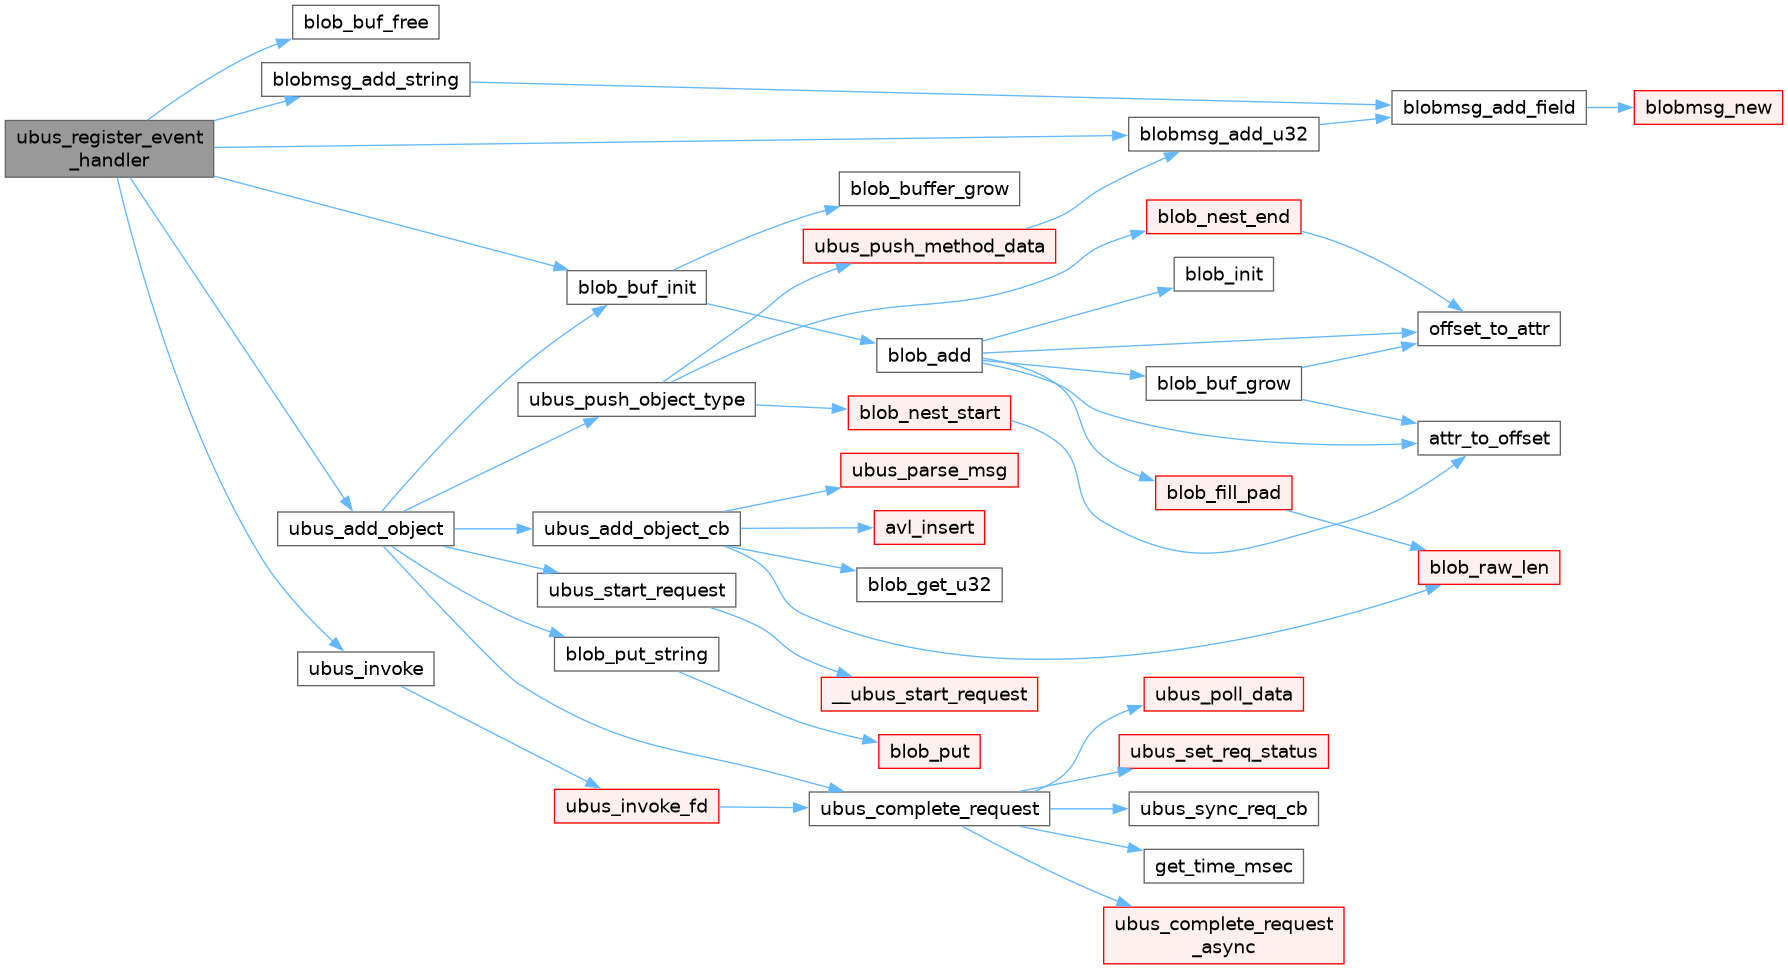 blob_buf_free
blobmsg_add_string
blobmsg_add_field
blobmsg_new
ubus_register_event
_handler
blobmsg_add_u32
blob_buffer_grow
blob_nest_end
ubus_push_method_data
blob_init
blob_buf_init
offset_to_attr
blob_add
blob_buf_grow
ubus_push_object_type
blob_nest_start
attr_to_offset
ubus_parse_msg
blob_fill_pad
ubus_add_object
ubus_add_object_cb
avl_insert
blob_raw_len
blob_get_u32
ubus_start_request
blob_put_string
ubus_invoke
__ubus_start_request
ubus_poll_data
blob_put
ubus_set_req_status
ubus_invoke_fd
ubus_complete_request
ubus_sync_req_cb
get_time_msec
ubus_complete_request
_async